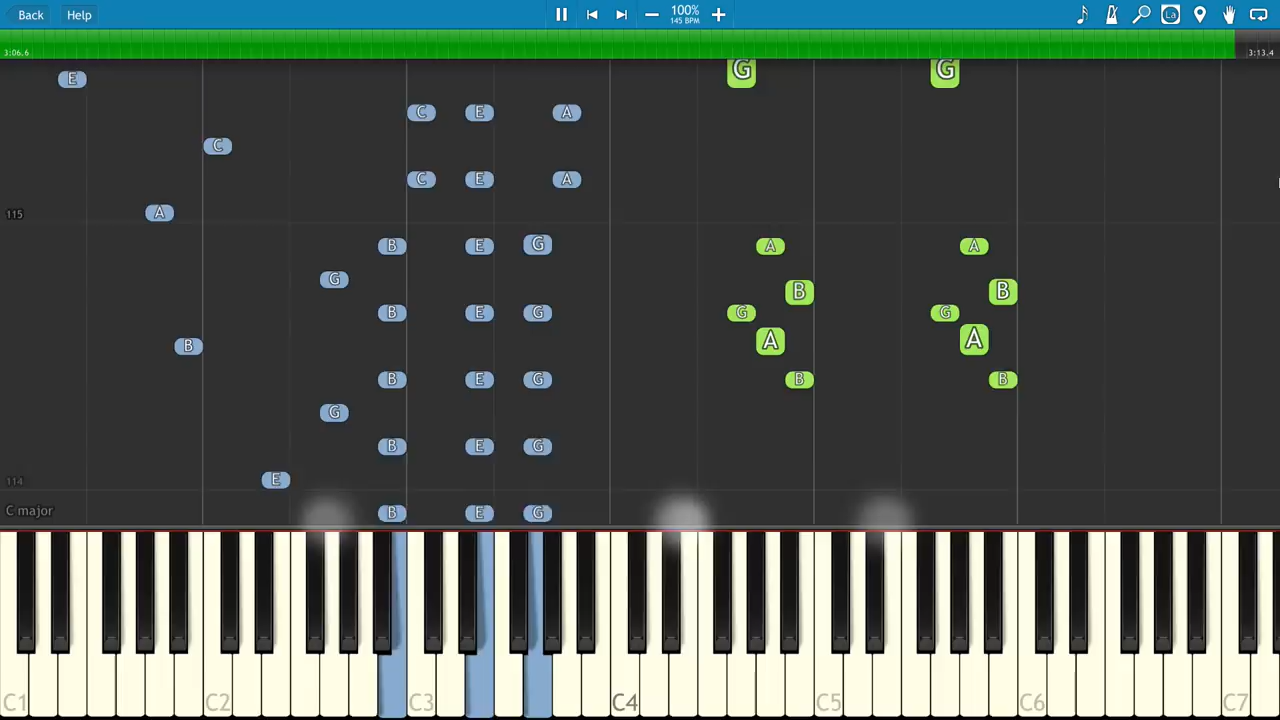 Back Help 100%
145 BPM
La
3:06.6 3:13.4
G G
E
C E A
C
C E A
A
115
B E G A A
G
B B
B E G G G
B A A
B E G B B
G
B E G
E
114
C major
B E G
C1 C2 C3 C4 C5 C6 C7